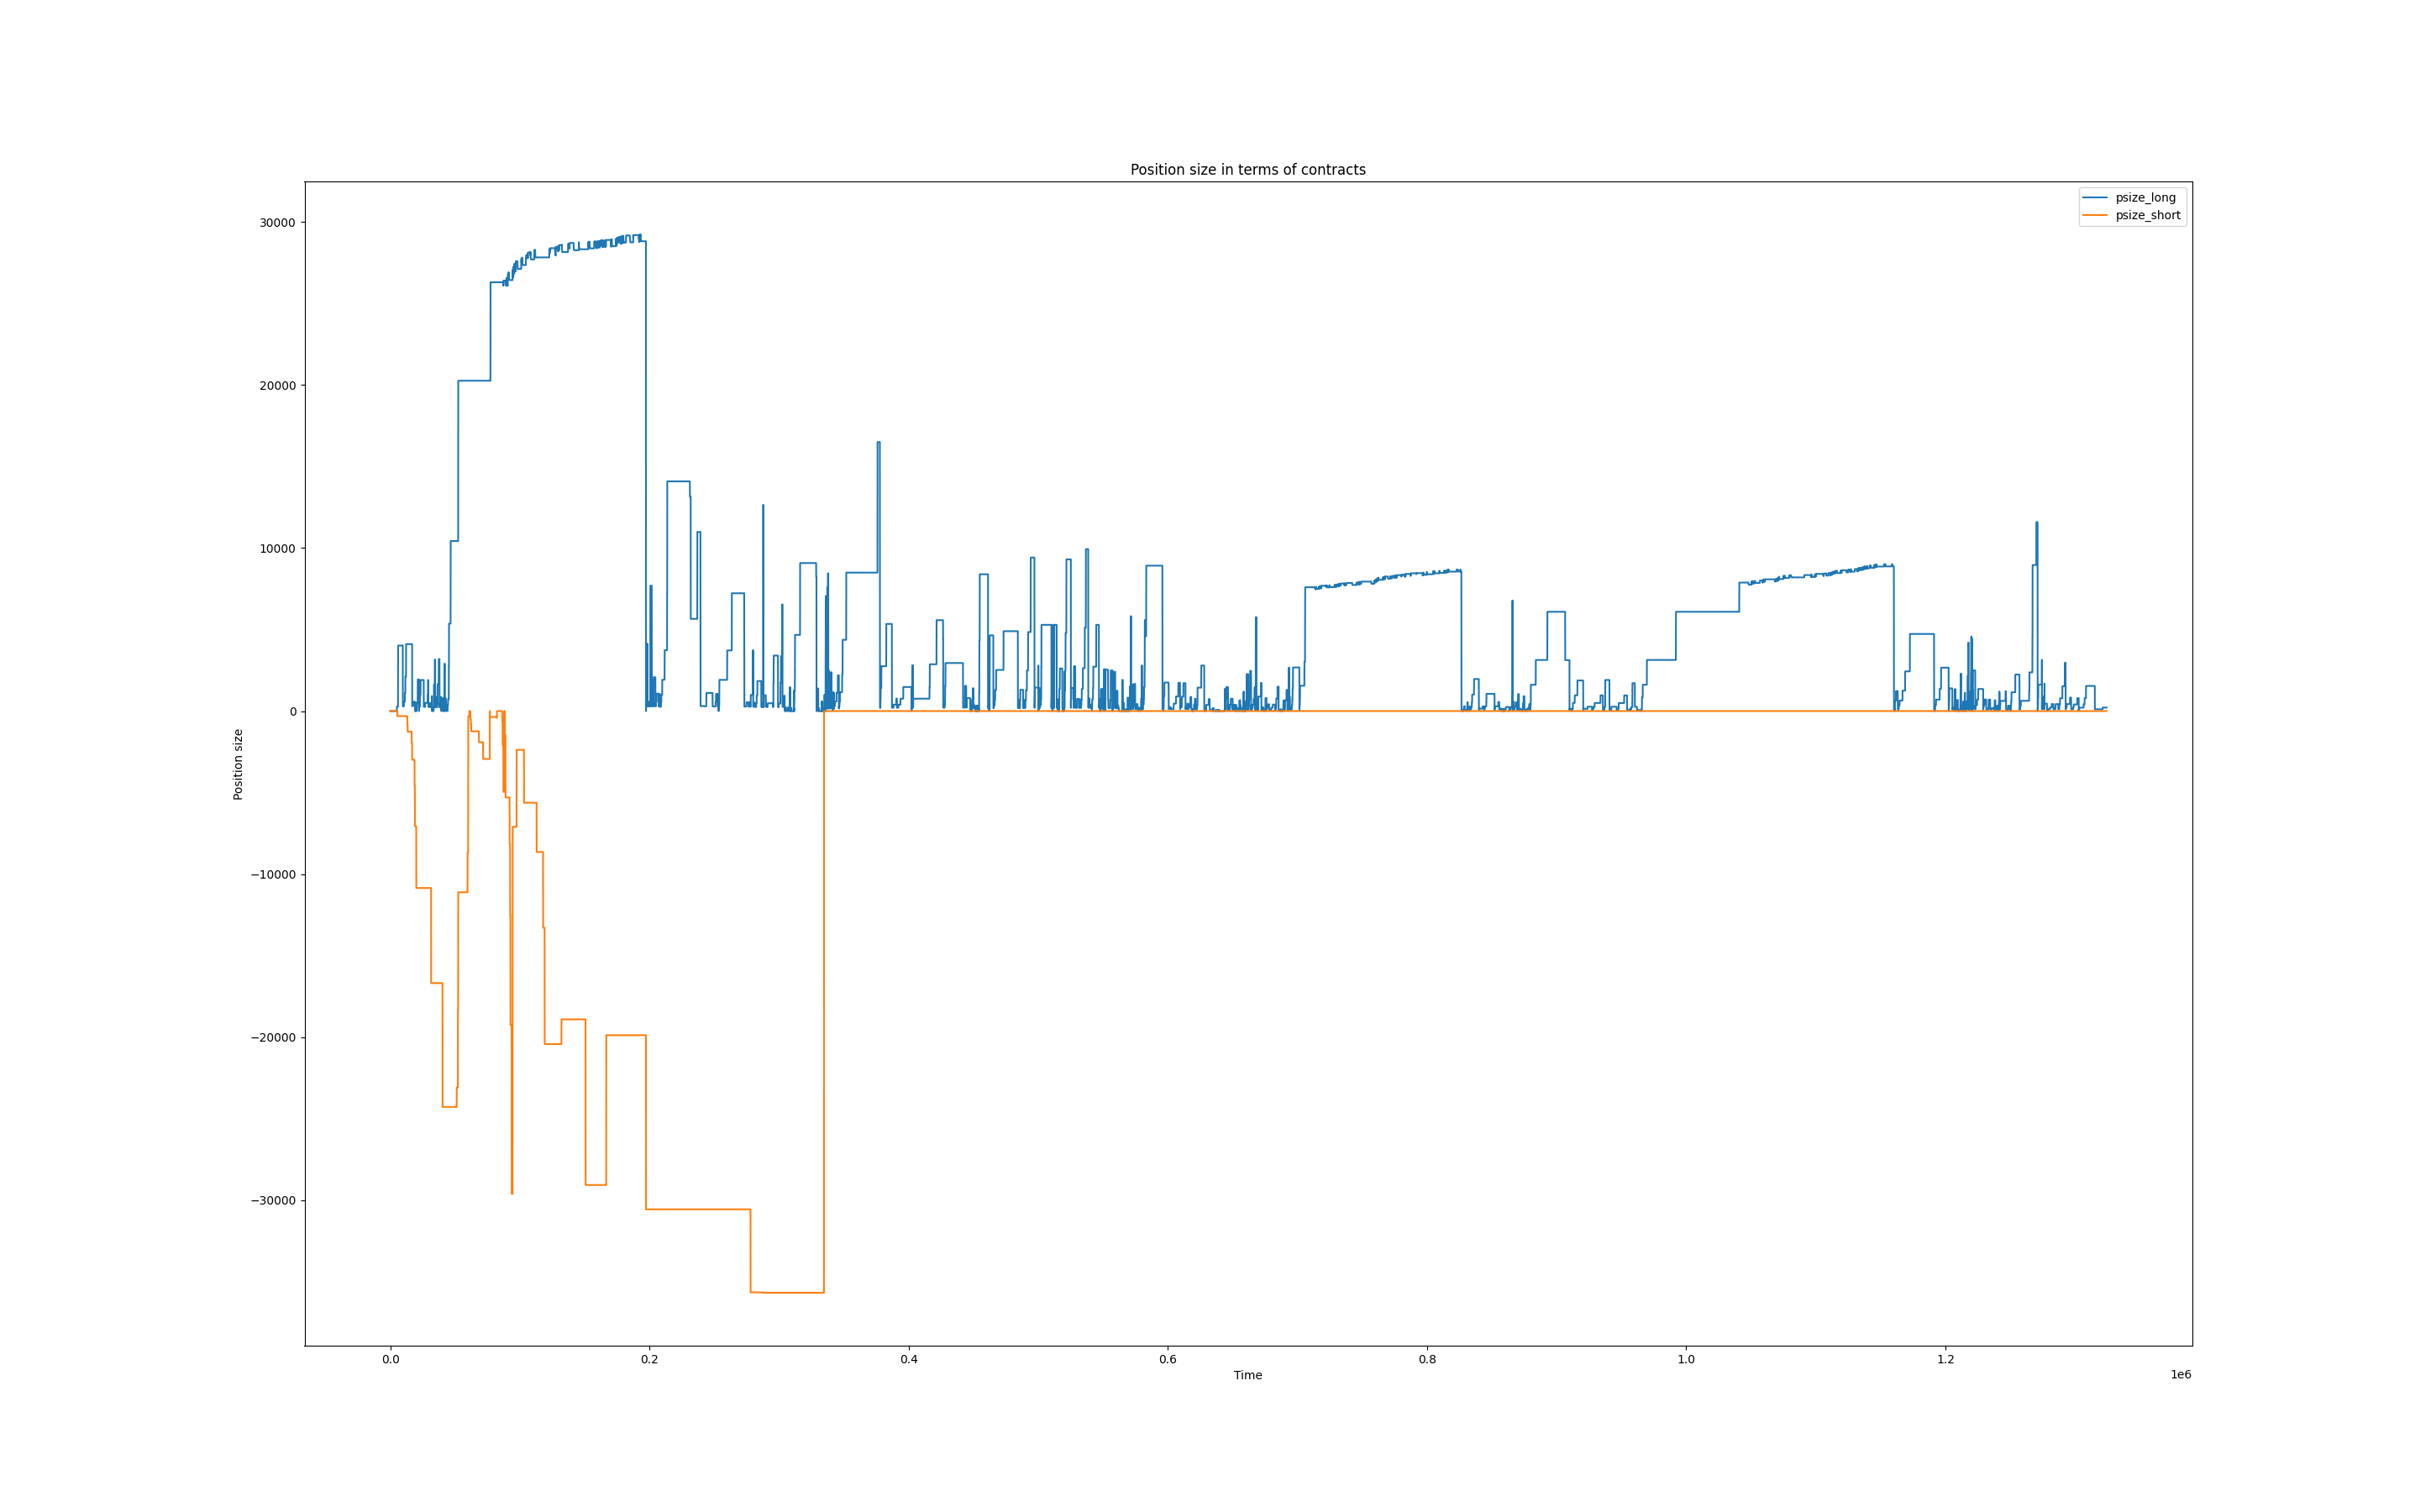 Position size in terms of contracts
psize_long
psize_short
30000
20000
10000
0
−10000
−20000
−30000
Position size
0.0
0.2
0.4
0.6
0.8
1.0
1.2
Time
1e6